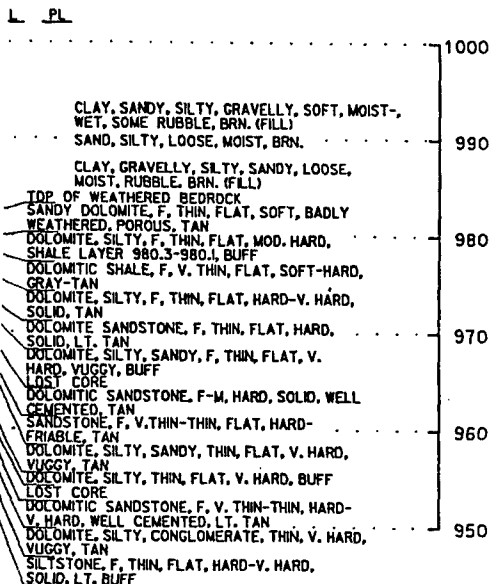 L PL
1000
CLAY, SANDY, SILTY, GRAVELLY, SOFT, MOIST-,
WET, SOME RUBBLE, BRN. (FILL)
SAND, SILTY, LOOSE, MOIST, BRN.
990
CLAY, GRAVELLY, SILTY, SANDY, LOOSE,
MOIST, RUBBLE, BRN. (FILL)
TOP OF WEATHERED BEDROCK
SANDY DOLOMITE, F, THIN, FLAT, SOFT, BADLY
WEATHERED, POROUS, TAN
DOLOMITE, SILTY, F, THIN, FLAT, MOD. HARD,
980
SHALE LAYER 980.3-980.1, BUFF
DOLOMITIC SHALE, F, V. THIN, FLAT, SOFT-HARD,
GRAY-TAN
DOLOMITE, SILTY, F, THIN, FLAT, HARD-V. HARD,
SOLID, TAN
DOLOMITE SANDSTONE, F, THIN, FLAT, HARD,
970
SOLID, LT. TAN
DOLOMITE, SILTY, SANDY, F, THIN, FLAT, V.
HARD, VUGGY, BUFF
LOST CORE
DOLOMITIC SANDSTONE, F-M, HARD, SOLID, WELL
CEMENTED, TAN
SANDSTONE, F, V.THIN-THIN, FLAT, HARD-
960
FRIABLE, TAN
DOLOMITE, SILTY, SANDY, THIN, FLAT, V. HARD,
VUGGY, TAN
DOLOMITE, SILTY, THIN, FLAT, V. HARD, BUFF
LOST CORE
DOLOMITIC SANDSTONE, F, V. THIN-THIN, HARD-
V. HARD, WELL CEMENTED, LT. TAN
950
DOLOMITE, SILTY, CONGLOMERATE, THIN, V. HARD,
VUGGY, TAN
SILTSTONE, F, THIN, FLAT, HARD-V. HARD,
SOLID, LT. BUFF